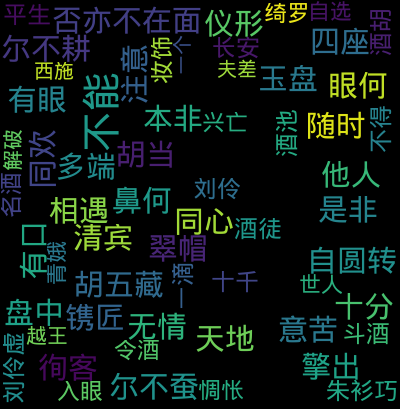 平生
否亦不在面
仪形
绮罗
自选
酒胡
尔不耕
西施
注意
妆饰
一个
长安
夫差
四座
有眼
不能
玉盘
眼何
本非
兴亡
随时
不得
酒池
解破
同欢
多端
胡当
名酒
刘伶
他人
相遇
鼻何
同心
酒徒
是非
清宾
有口
青娥
翠帽
自圆转
胡五藏
一滴
十千
世人
盘中
镌匠
无情
天地
十分
意苦
斗酒
越王
令酒
刘伶虚
徇客
入眼
尔不蚕
惆怅
擎出
朱衫巧